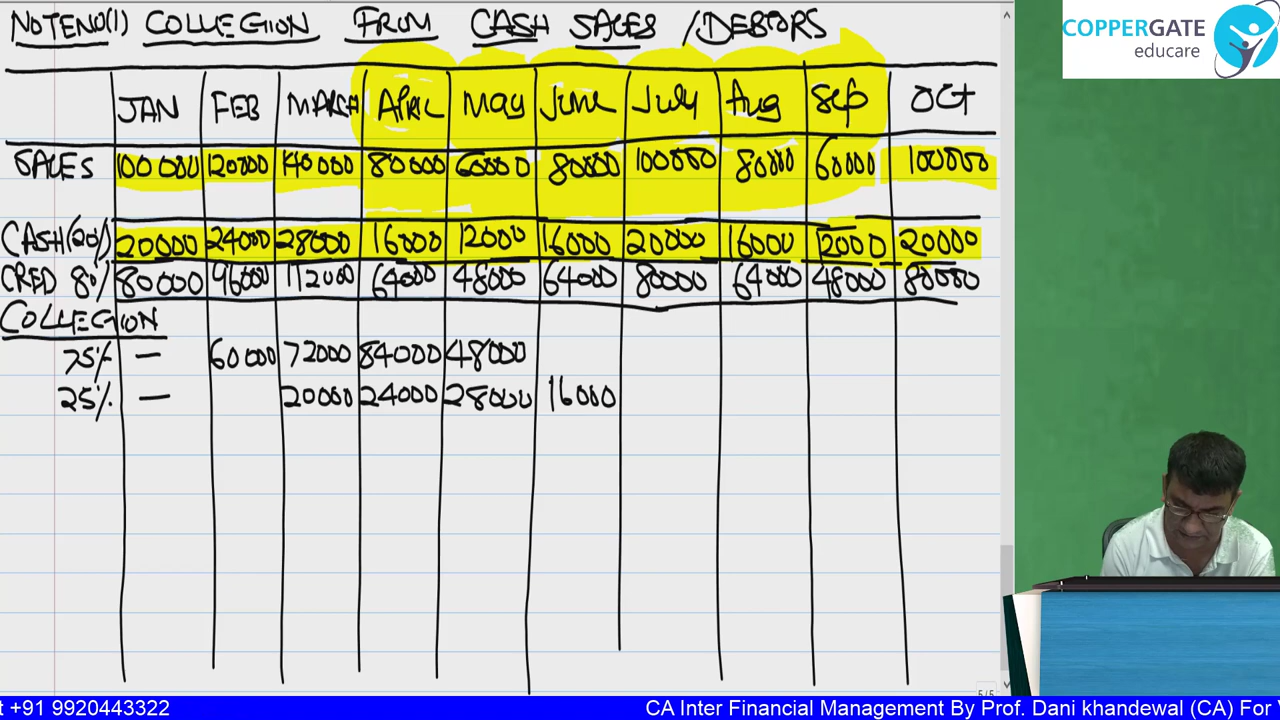 NOTENO(1) COLLECTION FROM CASH SALES /DEBTORS
COPPERGATE
educare
JAN FEB MARCH APRIL MAY JUNE JULY Aug Sep OCT
SALES 100000 120000 140000 80000 60000 80000 100000 80000 60000 100000
CASH(20%) 20000 24000 28000 16000 12000 16000 20000 16000 12000 20000
CRED 80% 80000 96000 112000 64000 48000 64000 80000 64000 48000 80000
COLLECTION
75% — 60000 72000 84000 48000
25% — 20000 24000 28000 16000
5/5
t +91 9920443322 CA Inter Financial Management By Prof. Dani khandewal (CA) For V